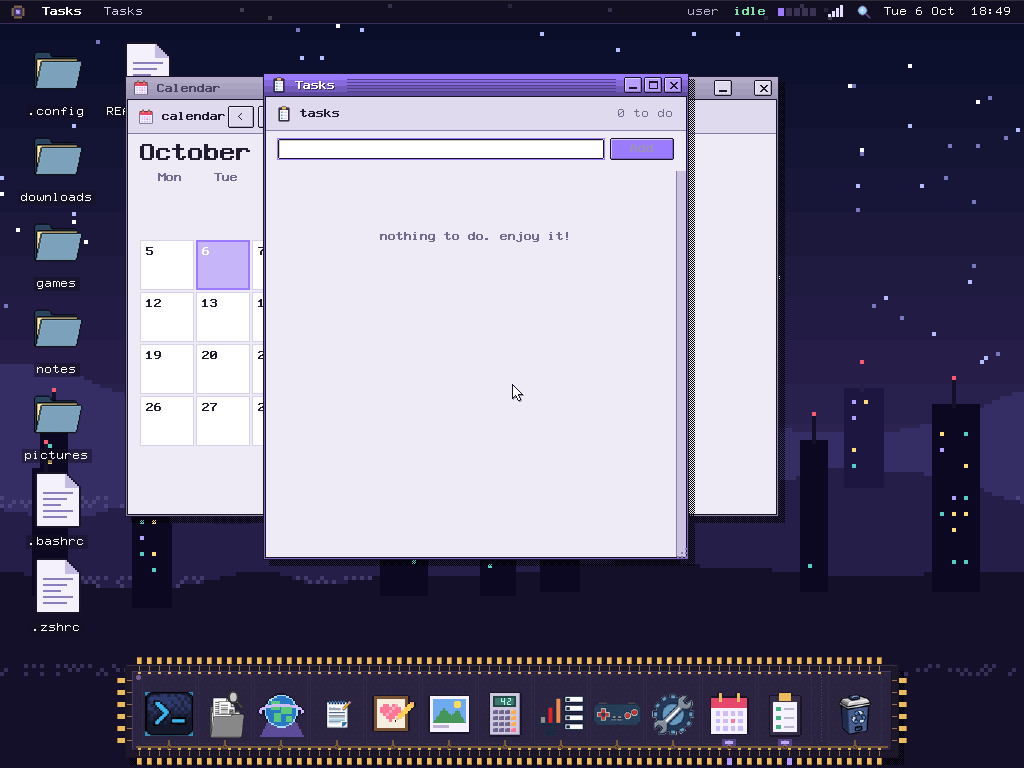 Tasks Tasks user idle Tue 6 Oct 18:49
.config
downloads
games
notes
pictures
.bashrc
.zshrc
Calendar
calendar <
October
Mon Tue
5 6
12 13
19 20
26 27
Tasks
tasks 0 to do
Add
nothing to do. enjoy it!
42